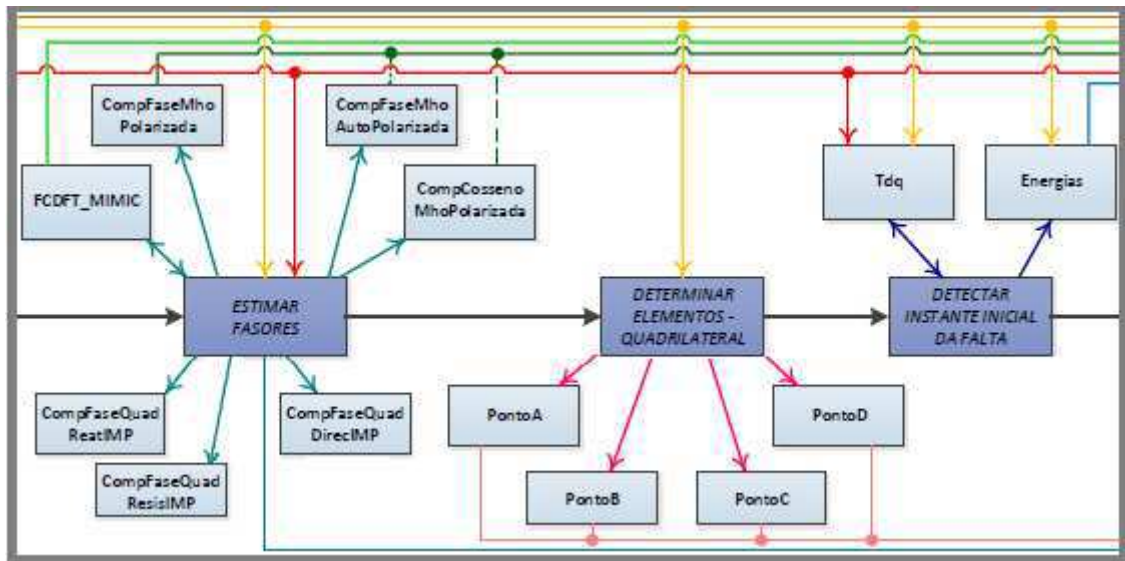 CompFaseMho
Polarizada
CompFaseMho
AutoPolarizada
FCDFT_MIMIC
CompCosseno
MhoPolarizada
Tdq
Energias
ESTIMAR
FASORES
DETERMINAR
ELEMENTOS -
QUADRILATERAL
DETECTAR
INSTANTE INICIAL
DA FALTA
CompFaseQuad
ReatIMP
CompFaseQuad
DirecIMP
CompFaseQuad
ResisIMP
PontoA
PontoD
PontoB
PontoC